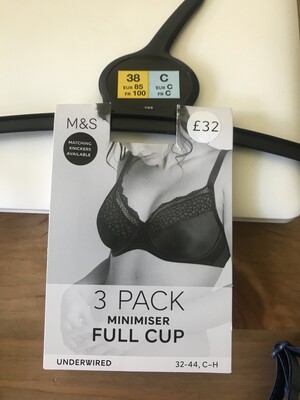 38
EUR 85
FR 100
C
EUR C
FR C
M&S
MATCHING
KNICKERS
AVAILABLE
£32
3 PACK
MINIMISER
FULL CUP
UNDERWIRED
32-44, C-H